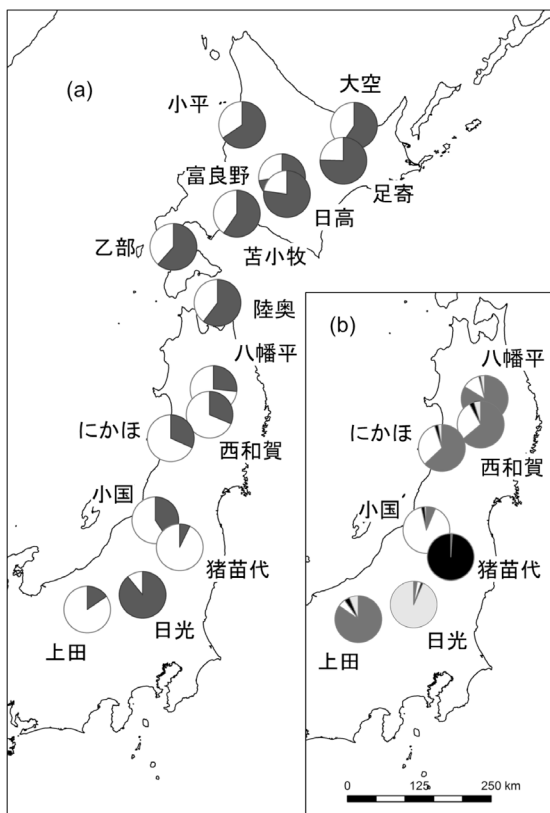 (a)
大空
小平
富良野
足寄
日高
乙部
苫小牧
陸奥
八幡平
にかほ
西和賀
小国
猪苗代
日光
上田
(b)
八幡平
にかほ
西和賀
小国
猪苗代
日光
上田
0 125 250 km